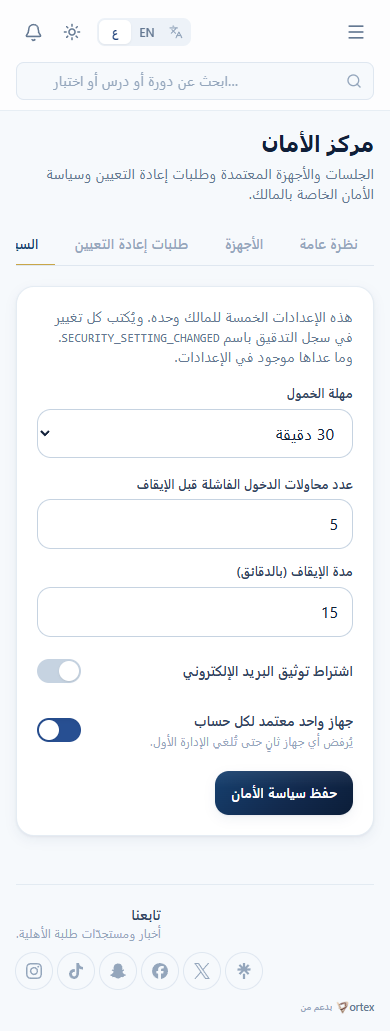 ع
EN
ابحث عن دورة أو درس أو اختبار...
مركز الأمان
الجلسات والأجهزة المعتمدة وطلبات إعادة التعيين وسياسة
الأمان الخاصة بالمالك.
نظرة عامة
الأجهزة
طلبات إعادة التعيين
السي
هذه الإعدادات الخمسة للمالك وحده. ويُكتب كل تغيير
في سجل التدقيق باسم SECURITY_SETTING_CHANGED.
وما عداها موجود في الإعدادات.
مهلة الخمول
30 دقيقة
عدد محاولات الدخول الفاشلة قبل الإيقاف
5
مدة الإيقاف (بالدقائق)
15
اشتراط توثيق البريد الإلكتروني
جهاز واحد معتمد لكل حساب
يُرفض أي جهاز ثانٍ حتى تُلغي الإدارة الأول.
حفظ سياسة الأمان
تابعنا
أخبار ومستجدّات طلبة الأهلية.
بدعم من
ortex